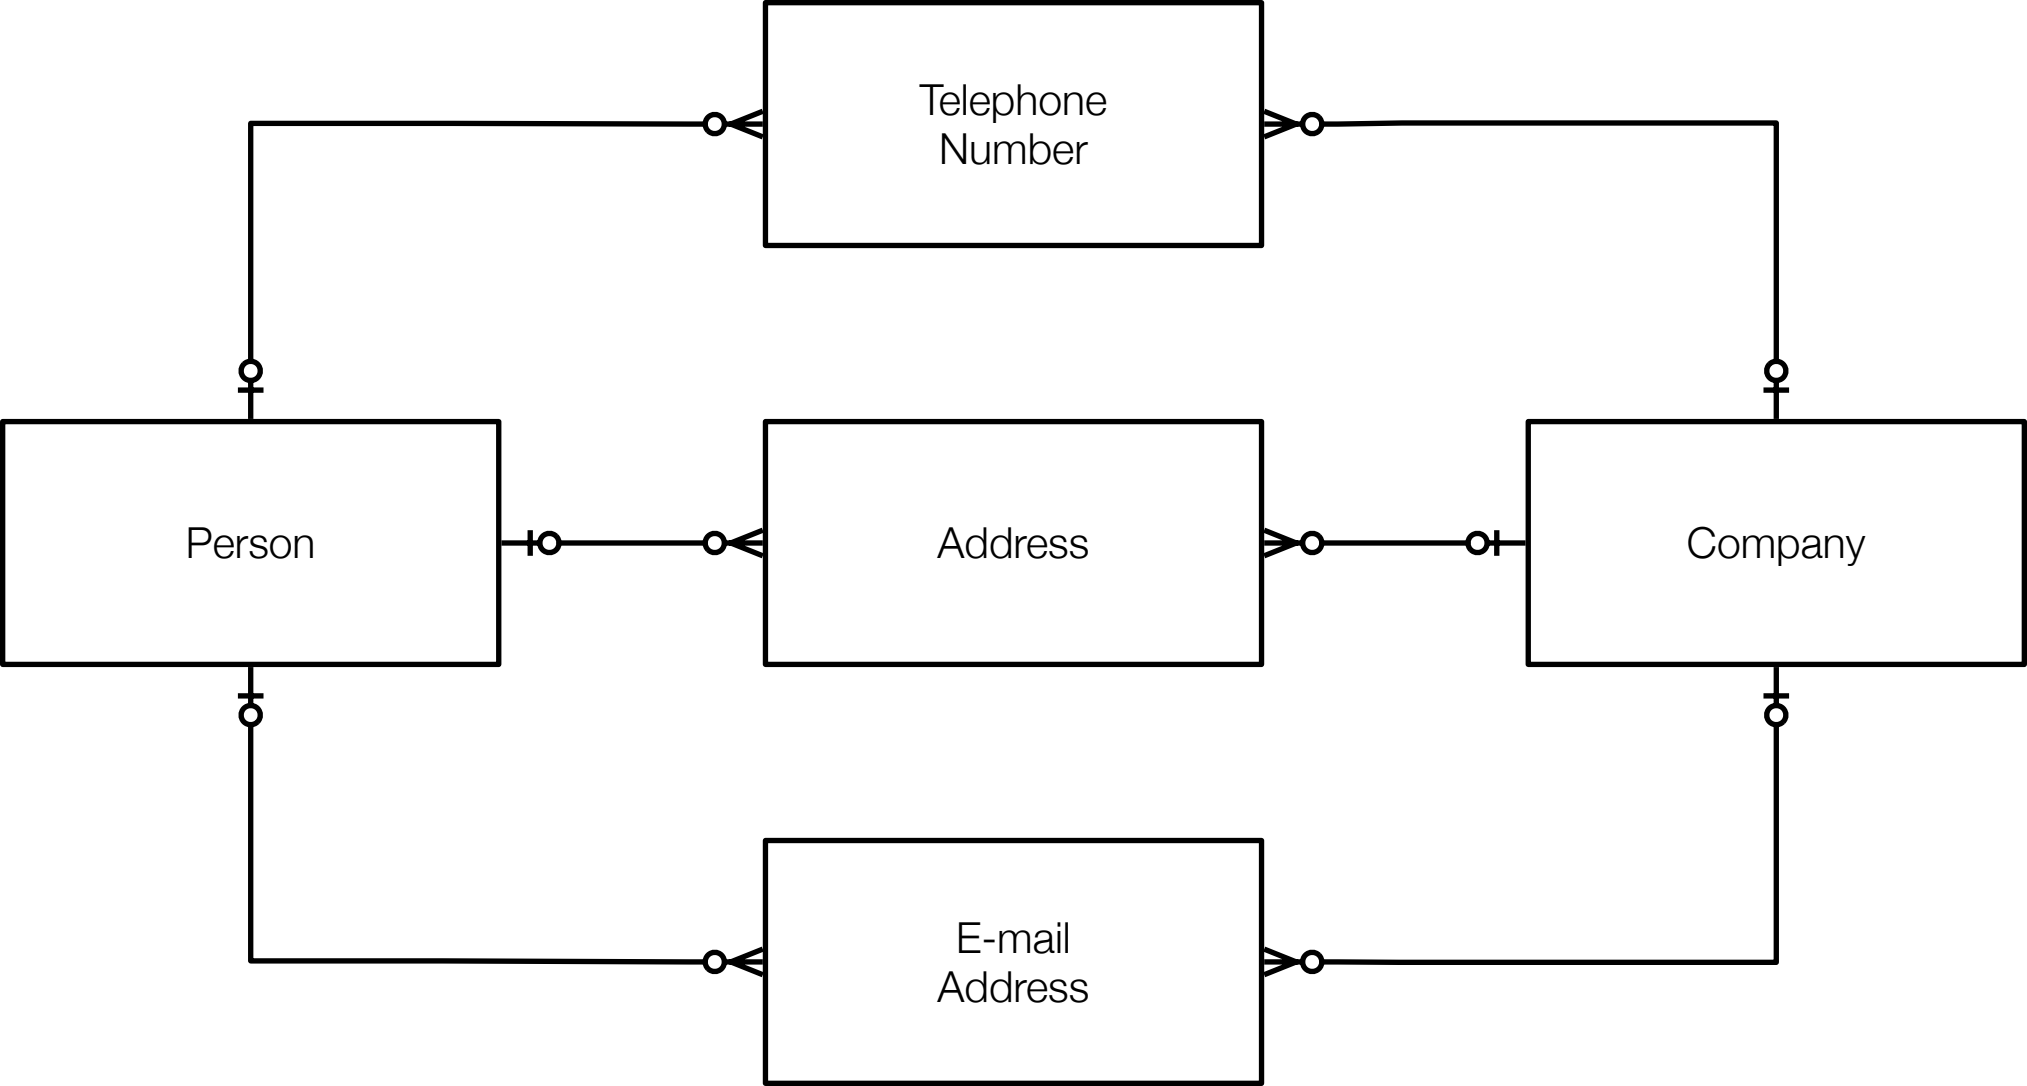 Telephone
Number
Person
Address
Company
E-mail
Address